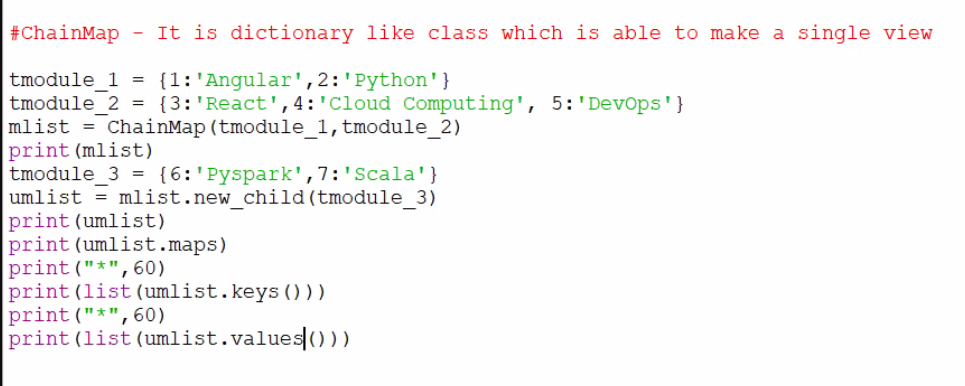 #ChainMap - It is dictionary like class which is able to make a single view
tmodule_1 = {1:'Angular',2:'Python'}
tmodule_2 = {3:'React',4:'Cloud Computing', 5:'DevOps'}
mlist = ChainMap(tmodule_1,tmodule_2)
print(mlist)
tmodule_3 = {6:'Pyspark',7:'Scala'}
umlist = mlist.new_child(tmodule_3)
print(umlist)
print(umlist.maps)
print("*",60)
print(list(umlist.keys()))
print("*",60)
print(list(umlist.values()))